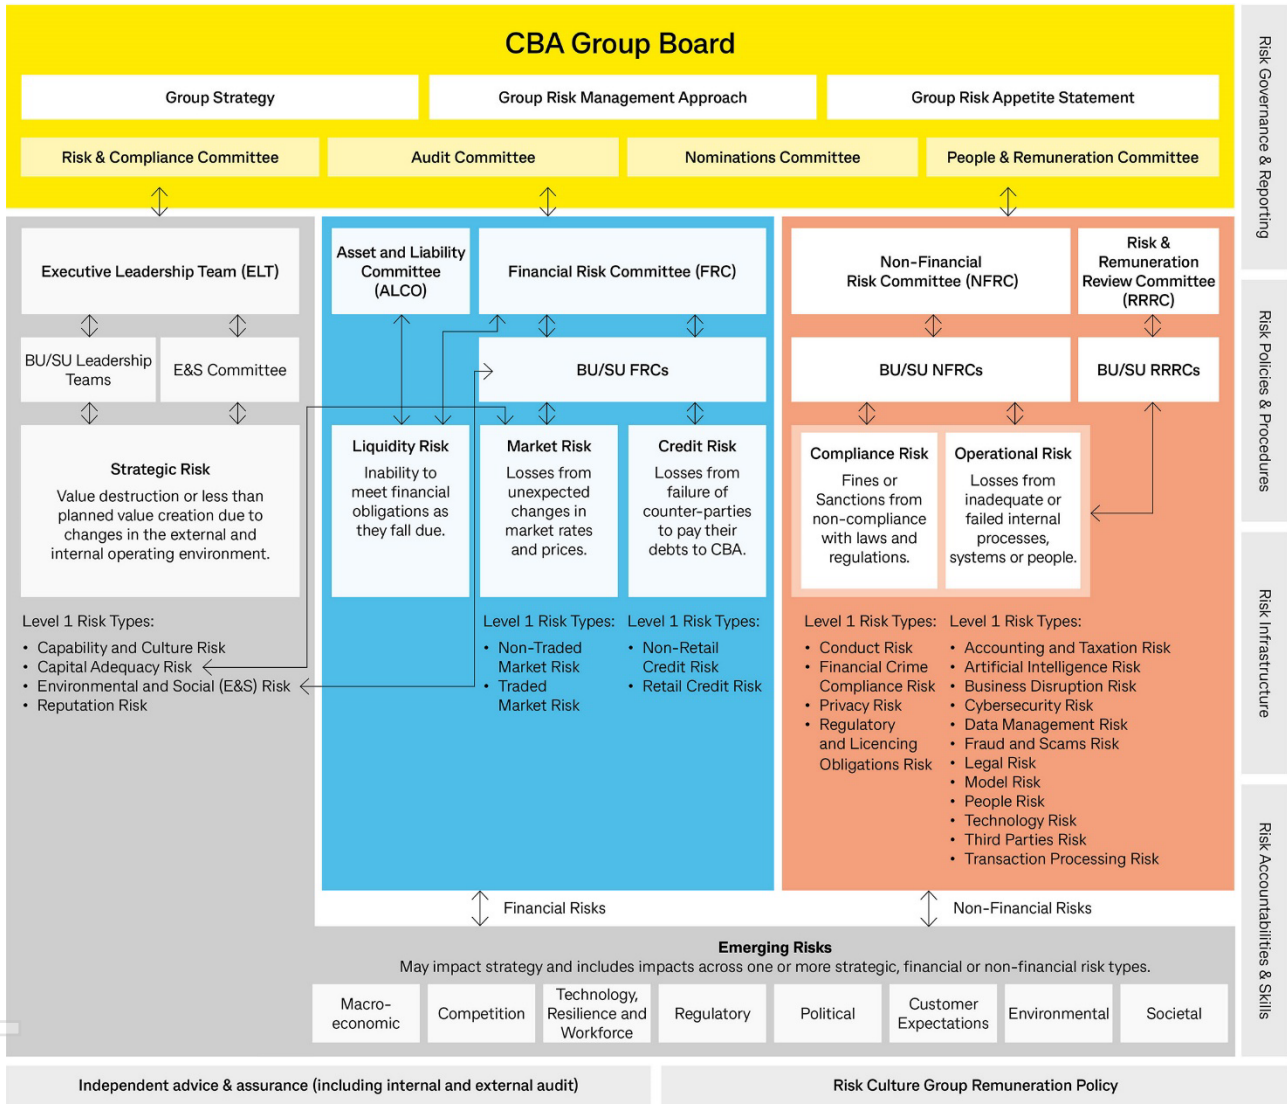 CBA Group Board
Group Strategy
Group Risk Management Approach
Group Risk Appetite Statement
Risk & Compliance Committee
Audit Committee
Nominations Committee
People & Remuneration Committee
Executive Leadership Team (ELT)
BU/SU Leadership
Teams
E&S Committee
Strategic Risk
Value destruction or less than
planned value creation due to
changes in the external and
internal operating environment.
Level 1 Risk Types:
• Capability and Culture Risk
• Capital Adequacy Risk
• Environmental and Social (E&S) Risk
• Reputation Risk
Asset and Liability
Committee
(ALCO)
Financial Risk Committee (FRC)
BU/SU FRCs
Liquidity Risk
Inability to
meet financial
obligations as
they fall due.
Market Risk
Losses from
unexpected
changes in
market rates
and prices.
Credit Risk
Losses from
failure of
counter-parties
to pay their
debts to CBA.
Level 1 Risk Types:
• Non-Traded
Market Risk
• Traded
Market Risk
Level 1 Risk Types:
• Non-Retail
Credit Risk
• Retail Credit Risk
Non-Financial
Risk Committee (NFRC)
Risk &
Remuneration
Review Committee
(RRRC)
BU/SU NFRCs
BU/SU RRRCs
Compliance Risk
Fines or
Sanctions from
non-compliance
with laws and
regulations.
Operational Risk
Losses from
inadequate or
failed internal
processes,
systems or people.
Level 1 Risk Types:
• Conduct Risk
• Financial Crime
Compliance Risk
• Privacy Risk
• Regulatory
and Licencing
Obligations Risk
Level 1 Risk Types:
• Accounting and Taxation Risk
• Artificial Intelligence Risk
• Business Disruption Risk
• Cybersecurity Risk
• Data Management Risk
• Fraud and Scams Risk
• Legal Risk
• Model Risk
• People Risk
• Technology Risk
• Third Parties Risk
• Transaction Processing Risk
Financial Risks
Non-Financial Risks
Emerging Risks
May impact strategy and includes impacts across one or more strategic, financial or non-financial risk types.
Macro-
economic
Competition
Technology,
Resilience and
Workforce
Regulatory
Political
Customer
Expectations
Environmental
Societal
Independent advice & assurance (including internal and external audit)
Risk Culture Group Remuneration Policy
Risk Governance & Reporting
Risk Policies & Procedures
Risk Infrastructure
Risk Accountabilities & Skills